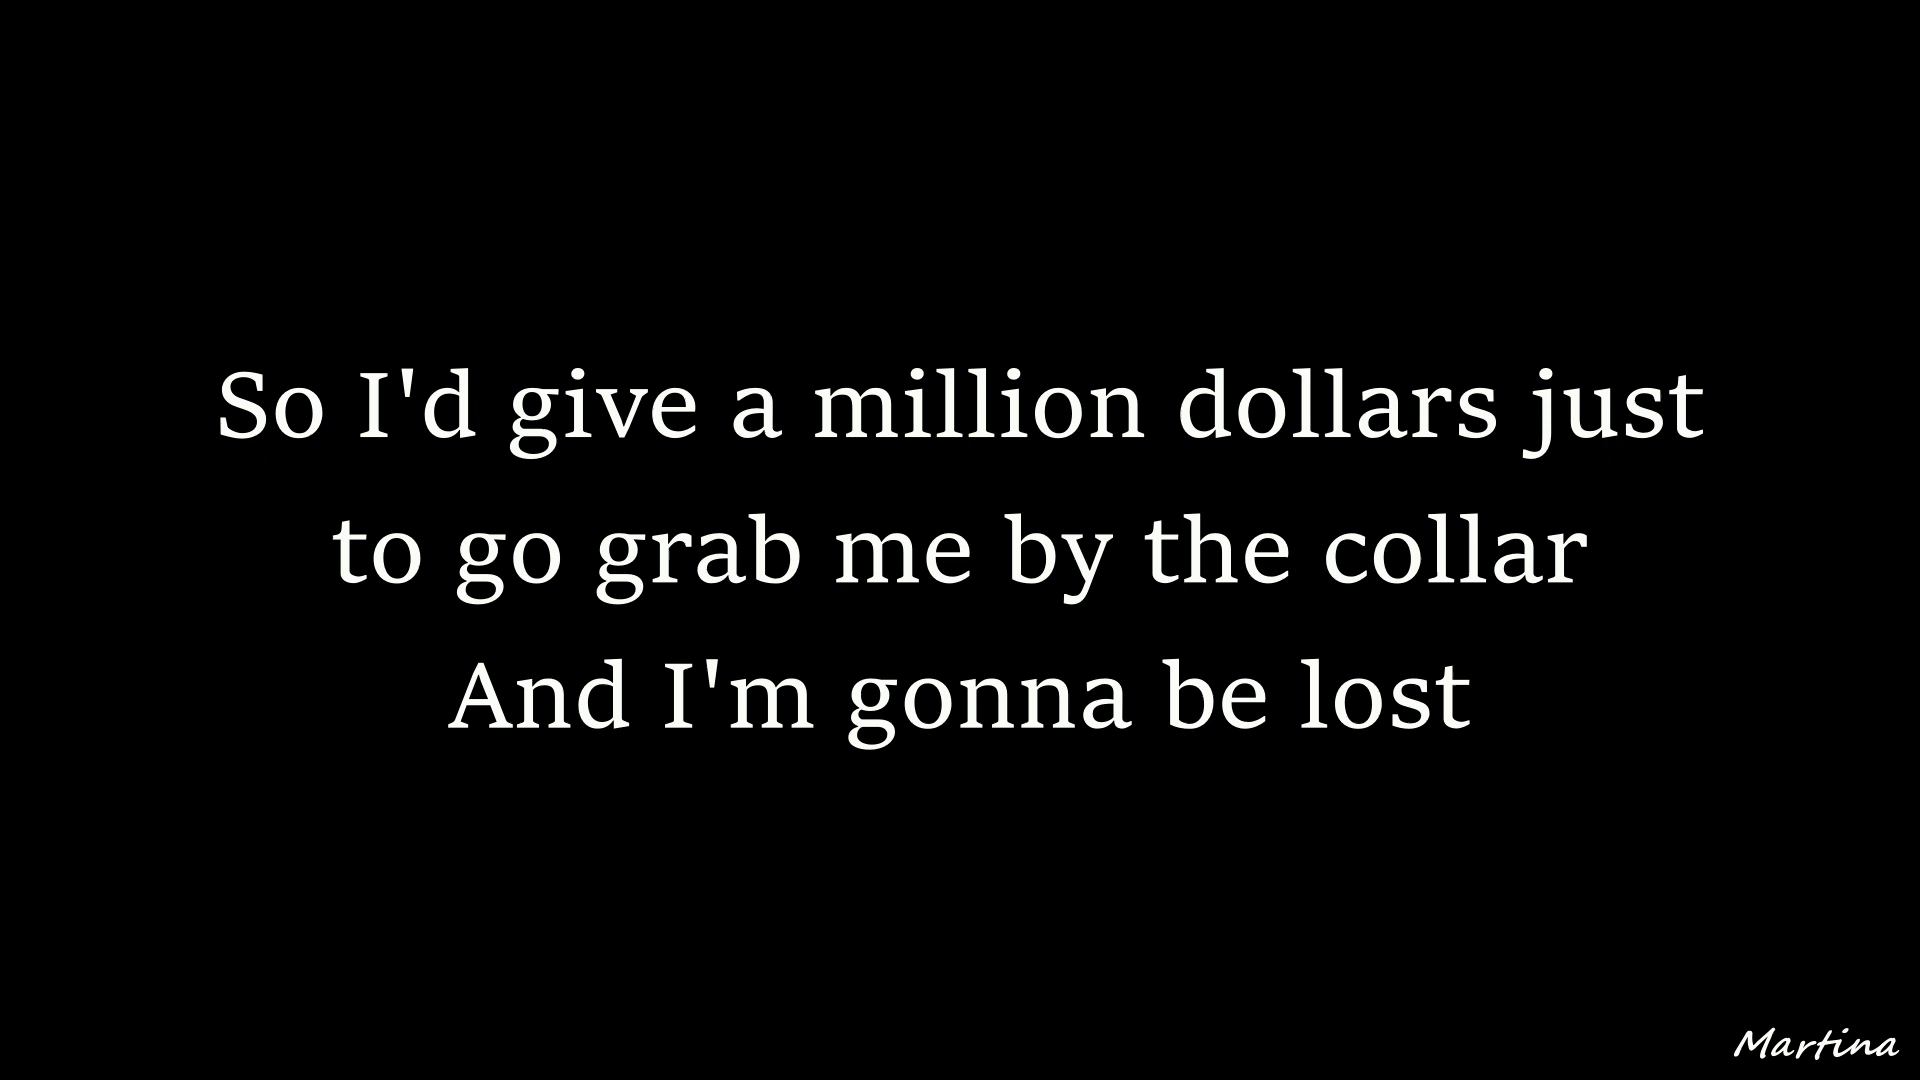 So I'd give a million dollars just
to go grab me by the collar
And I'm gonna be lost
Martina